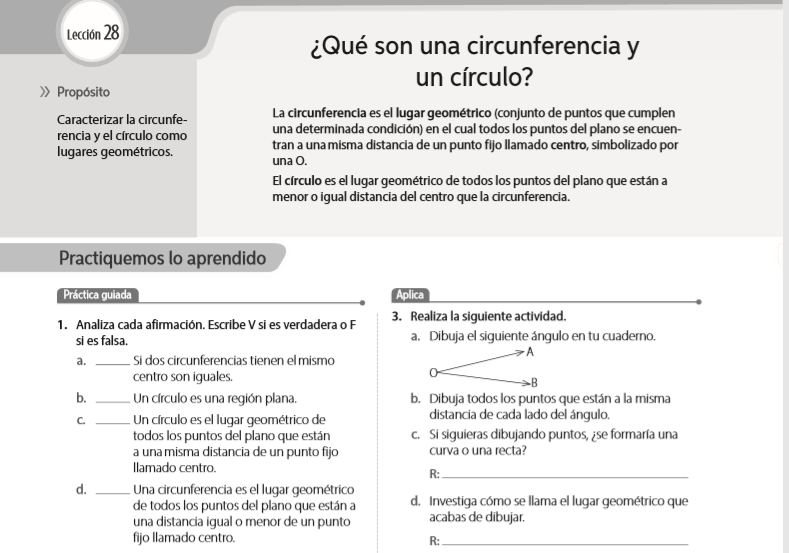 Lección 28
¿Qué son una circunferencia y
un círculo?
Propósito
Caracterizar la circunfe-
rencia y el círculo como
lugares geométricos.
La circunferencia es el lugar geométrico (conjunto de puntos que cumplen
una determinada condición) en el cual todos los puntos del plano se encuen-
tran a una misma distancia de un punto fijo llamado centro, simbolizado por
una O.
El círculo es el lugar geométrico de todos los puntos del plano que están a
menor o igual distancia del centro que la circunferencia.
Practiquemos lo aprendido
Práctica guiada
1. Analiza cada afirmación. Escribe V si es verdadera o F
si es falsa.
a. ______ Si dos circunferencias tienen el mismo
centro son iguales.
b. ______ Un círculo es una región plana.
c. ______ Un círculo es el lugar geométrico de
todos los puntos del plano que están
a una misma distancia de un punto fijo
llamado centro.
d. ______ Una circunferencia es el lugar geométrico
de todos los puntos del plano que están a
una distancia igual o menor de un punto
fijo llamado centro.
Aplica
3. Realiza la siguiente actividad.
a. Dibuja el siguiente ángulo en tu cuaderno.
A
O
B
b. Dibuja todos los puntos que están a la misma
distancia de cada lado del ángulo.
c. Si siguieras dibujando puntos, ¿se formaría una
curva o una recta?
R: ______
d. Investiga cómo se llama el lugar geométrico que
acabas de dibujar.
R: ______